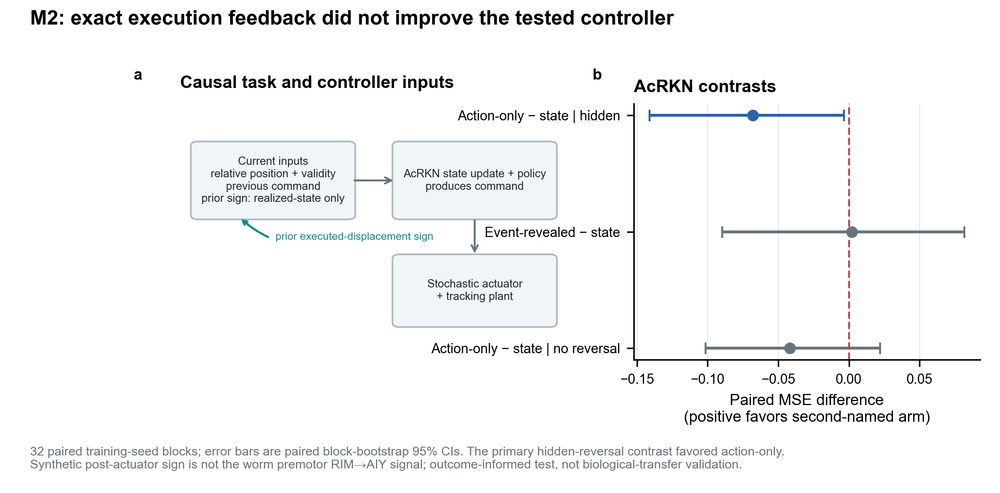 M2: exact execution feedback did not improve the tested controller
a
Causal task and controller inputs
Current inputs
relative position + validity
previous command
prior sign: realized-state only
AcRKN state update + policy
produces command
prior executed-displacement sign
Stochastic actuator
+ tracking plant
b
AcRKN contrasts
Action-only − state | hidden
Event-revealed − state
Action-only − state | no reversal
−0.15
−0.10
−0.05
0.00
0.05
Paired MSE difference
(positive favors second-named arm)
32 paired training-seed blocks; error bars are paired block-bootstrap 95% CIs. The primary hidden-reversal contrast favored action-only.
Synthetic post-actuator sign is not the worm premotor RIM→AIY signal; outcome-informed test, not biological-transfer validation.